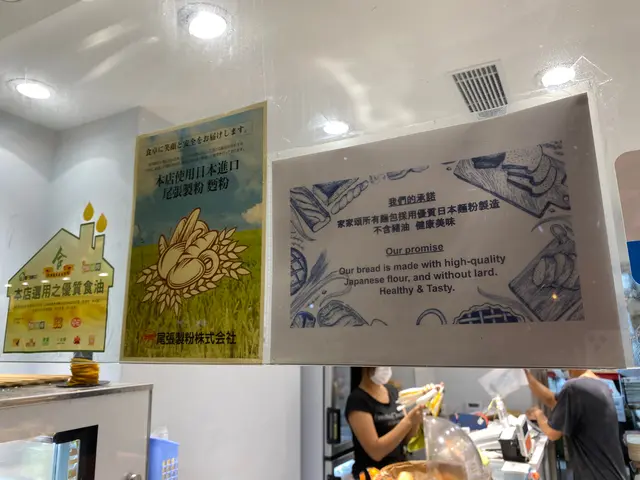 本店選用之優質食油
食卓に美味と安全をお届けします。
本店使用日本進口
尾張製粉 麵粉
尾張製粉株式会社
我們的承諾
家家頌所有麵包採用優質日本麵粉製造
不含豬油 健康美味
Our promise
Our bread is made with high-quality
Japanese flour, and without lard.
Healthy & Tasty.